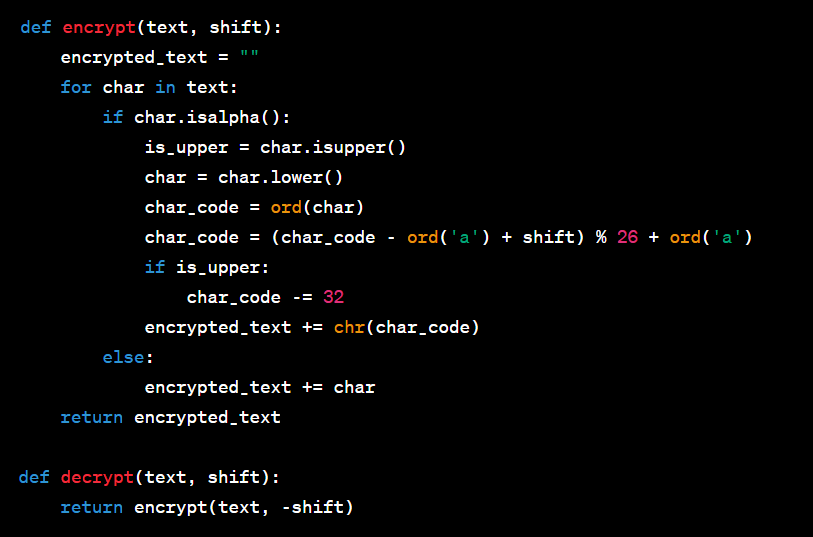 def encrypt(text, shift):
    encrypted_text = ""
    for char in text:
        if char.isalpha():
            is_upper = char.isupper()
            char = char.lower()
            char_code = ord(char)
            char_code = (char_code - ord('a') + shift) % 26 + ord('a')
            if is_upper:
                char_code -= 32
            encrypted_text += chr(char_code)
        else:
            encrypted_text += char
    return encrypted_text

def decrypt(text, shift):
    return encrypt(text, -shift)